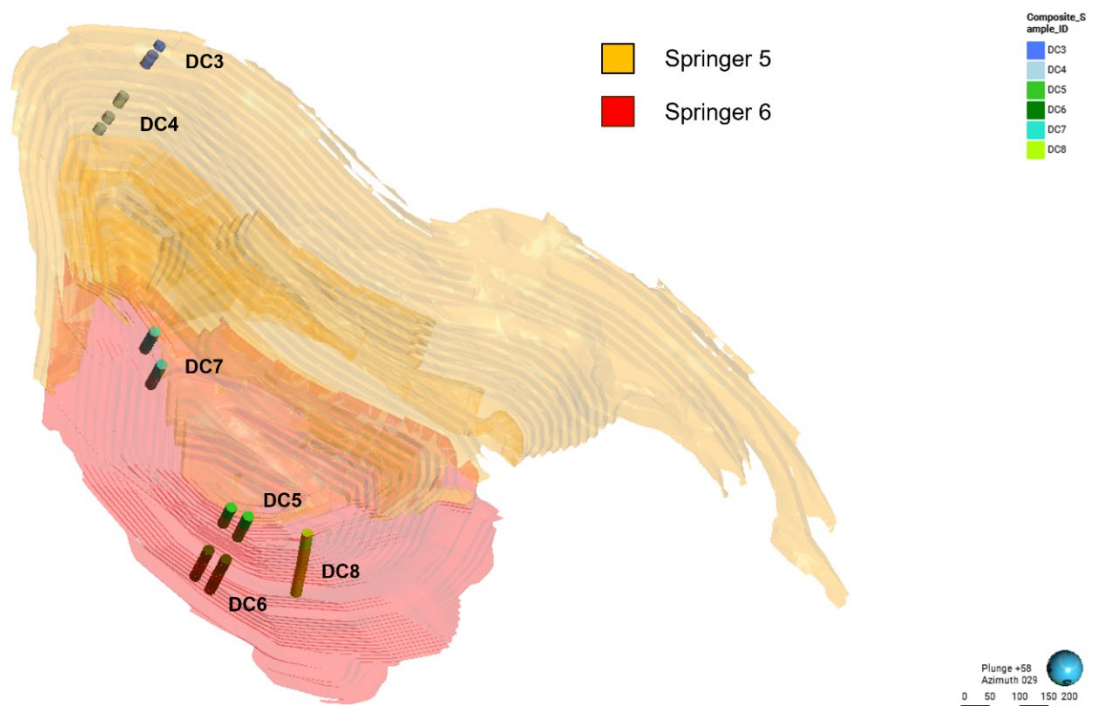 Composite_S
ample_ID
DC3
DC4
DC5
DC6
DC7
DC8
Springer 5
Springer 6
DC3
DC4
DC7
DC5
DC8
DC6
Plunge +58
Azimuth 029
0 50 100 150 200